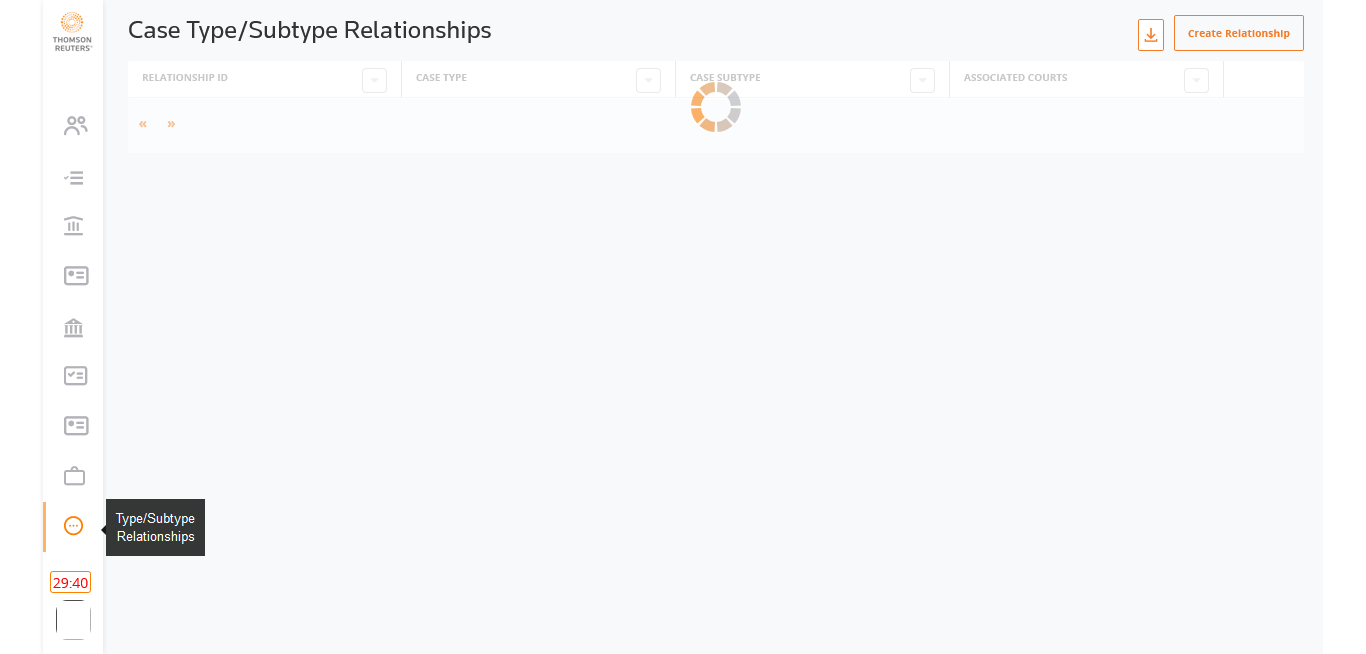 THOMSON
REUTERS®
Case Type/Subtype Relationships
Create Relationship
RELATIONSHIP ID
CASE TYPE
CASE SUBTYPE
ASSOCIATED COURTS
« »
Type/Subtype
Relationships
29:40